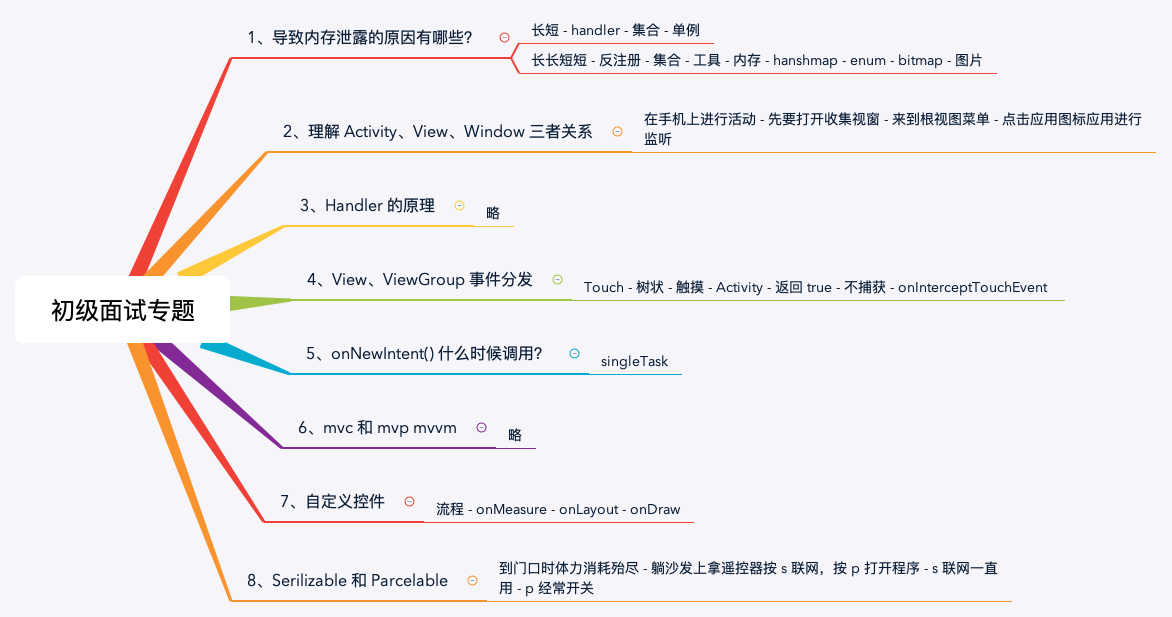 初级面试专题
1、导致内存泄露的原因有哪些?
长短 - handler - 集合 - 单例
长长短短 - 反注册 - 集合 - 工具 - 内存 - hanshmap - enum - bitmap - 图片
2、理解 Activity、View、Window 三者关系
在手机上进行活动 - 先要打开收集视窗 - 来到根视图菜单 - 点击应用图标应用进行
监听
3、Handler 的原理
略
4、View、ViewGroup 事件分发
Touch - 树状 - 触摸 - Activity - 返回 true - 不捕获 - onInterceptTouchEvent
5、onNewIntent() 什么时候调用?
singleTask
6、mvc 和 mvp mvvm
略
7、自定义控件
流程 - onMeasure - onLayout - onDraw
8、Serilizable 和 Parcelable
到门口时体力消耗殆尽 - 躺沙发上拿遥控器按 s 联网，按 p 打开程序 - s 联网一直
用 - p 经常开关